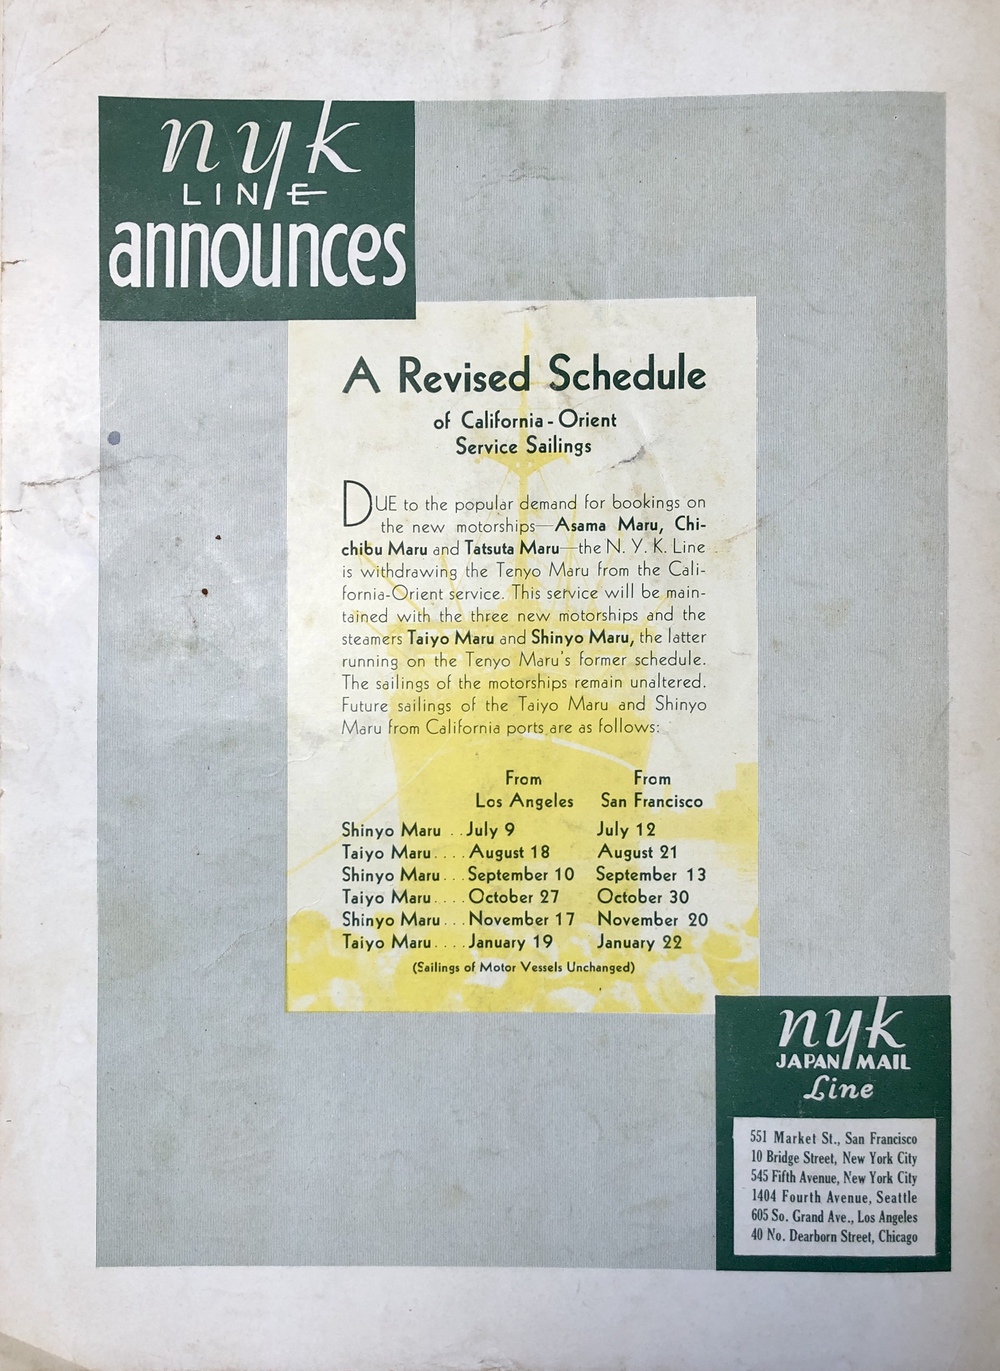 nyk
LINE
announces
A Revised Schedule
of California - Orient
Service Sailings
DUE to the popular demand for bookings on
the new motorships—Asama Maru, Chi-
chibu Maru and Tatsuta Maru—the N. Y. K. Line
is withdrawing the Tenyo Maru from the Cali-
fornia-Orient service. This service will be main-
tained with the three new motorships and the
steamers Taiyo Maru and Shinyo Maru, the latter
running on the Tenyo Maru's former schedule.
The sailings of the motorships remain unaltered.
Future sailings of the Taiyo Maru and Shinyo
Maru from California ports are as follows:
From From
Los Angeles San Francisco
Shinyo Maru . . July 9 July 12
Taiyo Maru . . . . August 18 August 21
Shinyo Maru . . . September 10 September 13
Taiyo Maru . . . . October 27 October 30
Shinyo Maru . . . November 17 November 20
Taiyo Maru . . . . January 19 January 22
(Sailings of Motor Vessels Unchanged)
nyk
JAPAN MAIL
Line
551 Market St., San Francisco
10 Bridge Street, New York City
545 Fifth Avenue, New York City
1404 Fourth Avenue, Seattle
605 So. Grand Ave., Los Angeles
40 No. Dearborn Street, Chicago